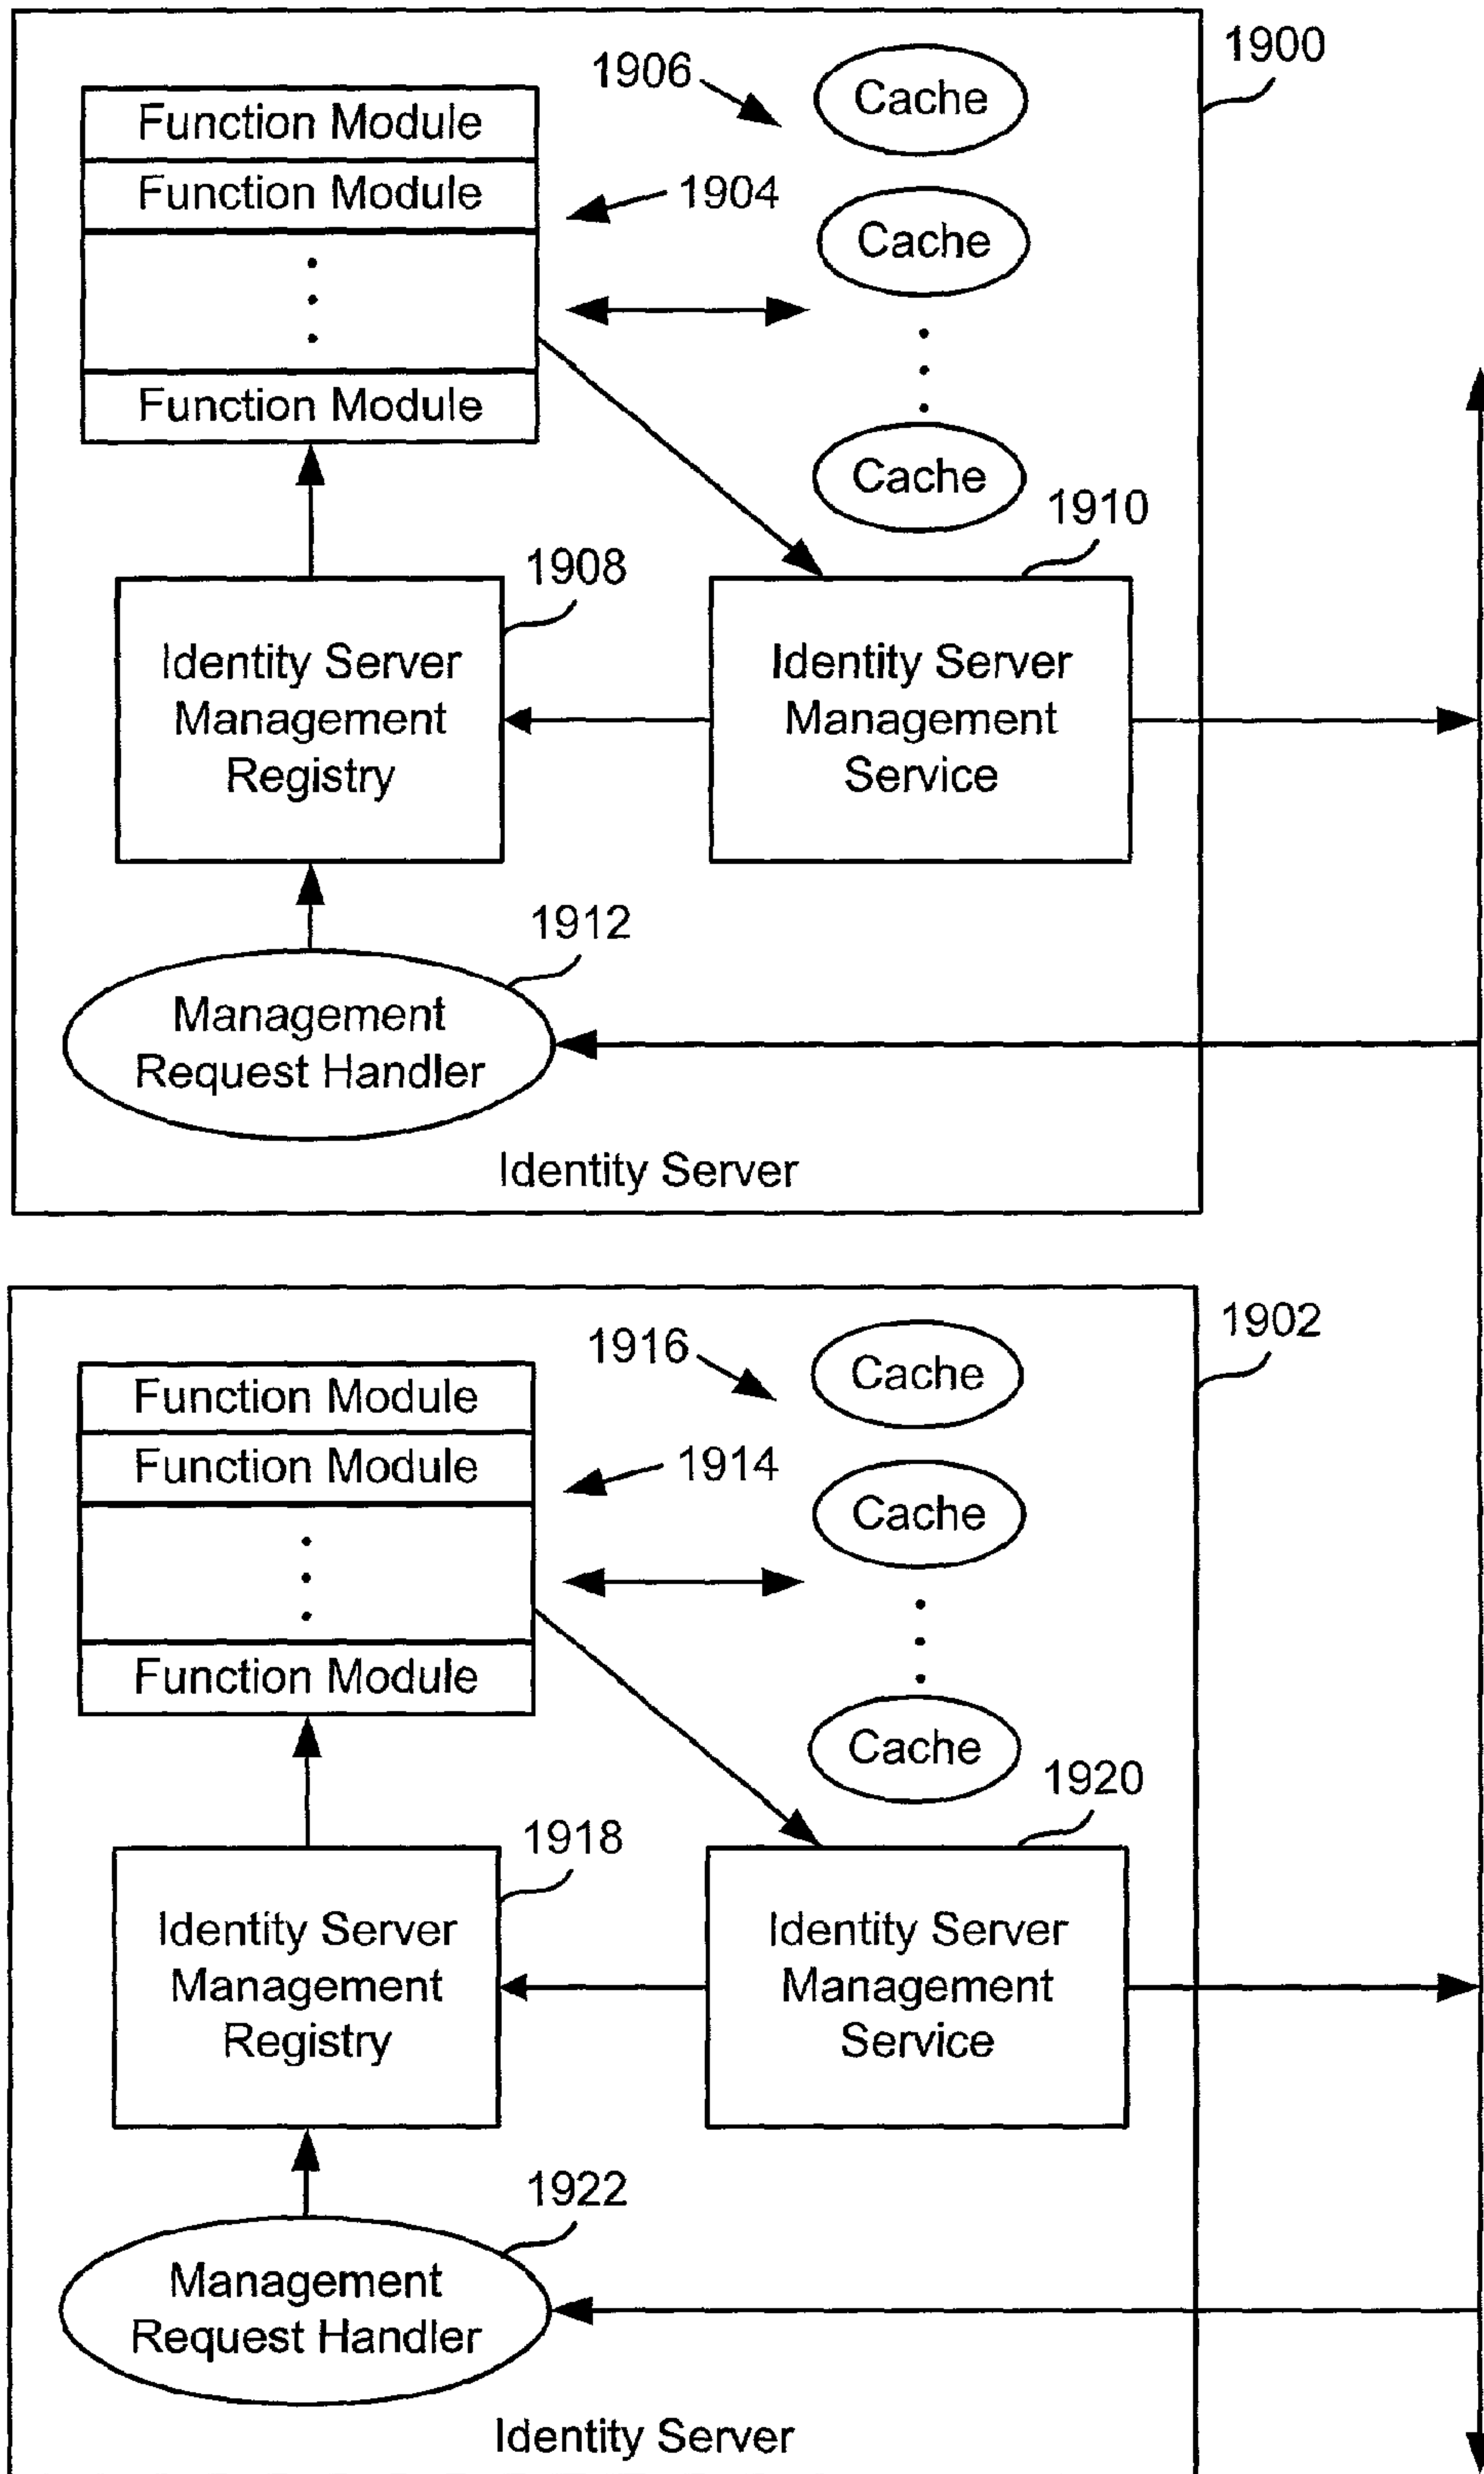 1900
1906
Cache
Function Module
Function Module
1904
Cache
Function Module
Cache
1910
1908
Identity Server
Management
Registry
Identity Server
Management
Service
1912
Management
Request Handler
Identity Server
1902
1916
Cache
Function Module
Function Module
1914
Cache
Function Module
Cache
1920
1918
Identity Server
Management
Registry
Identity Server
Management
Service
1922
Management
Request Handler
Identity Server